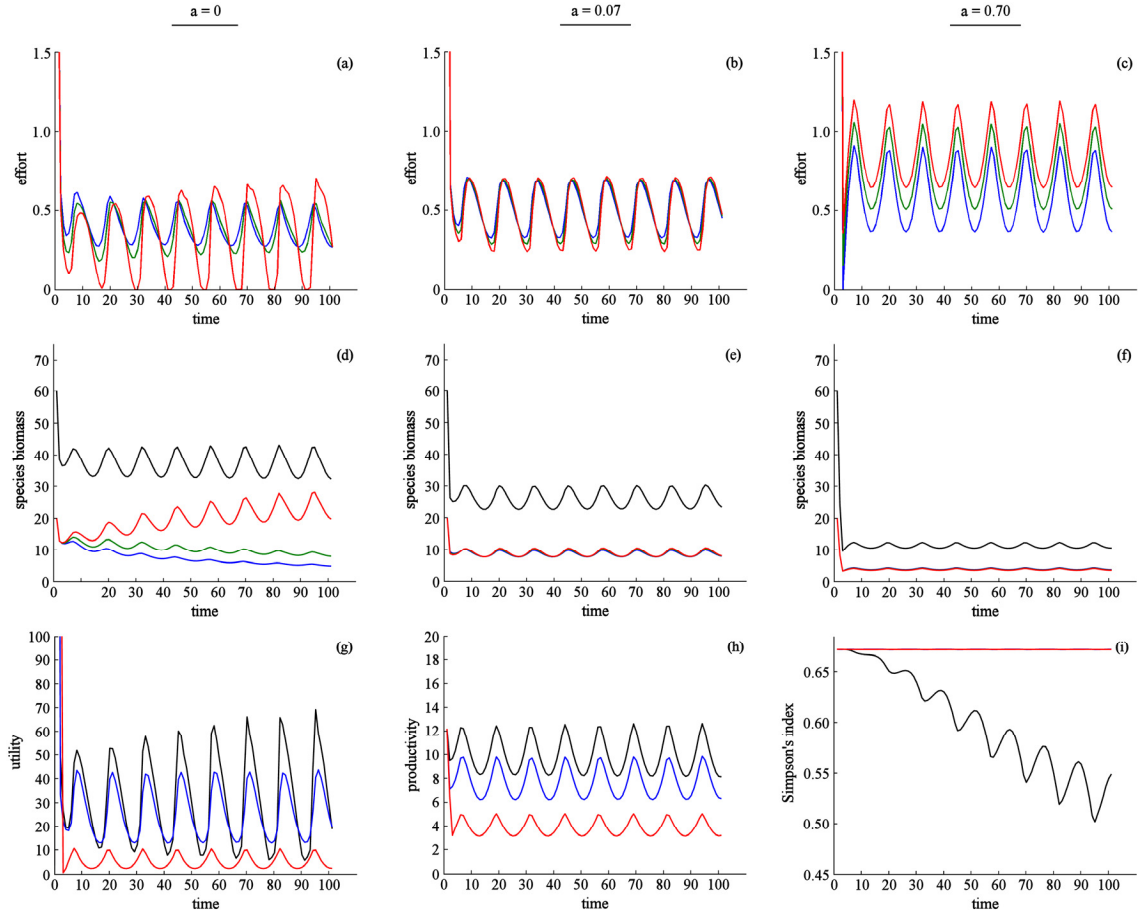 a = 0
a = 0.07
a = 0.70
1.5
1.0
0.5
0
effort
0 10 20 30 40 50 60 70 80 90 100
time
(a)
1.5
1.0
0.5
0
effort
0 10 20 30 40 50 60 70 80 90 100
time
(b)
1.5
1.0
0.5
0
effort
0 10 20 30 40 50 60 70 80 90 100
time
(c)
70
60
50
40
30
20
10
0
species biomass
0 10 20 30 40 50 60 70 80 90 100
time
(d)
70
60
50
40
30
20
10
0
species biomass
0 10 20 30 40 50 60 70 80 90 100
time
(e)
70
60
50
40
30
20
10
0
species biomass
0 10 20 30 40 50 60 70 80 90 100
time
(f)
100
90
80
70
60
50
40
30
20
10
0
utility
0 10 20 30 40 50 60 70 80 90 100
time
(g)
20
18
16
14
12
10
8
6
4
2
0
productivity
0 10 20 30 40 50 60 70 80 90 100
time
(h)
0.65
0.60
0.55
0.50
0.45
Simpson's index
0 10 20 30 40 50 60 70 80 90 100
time
(i)